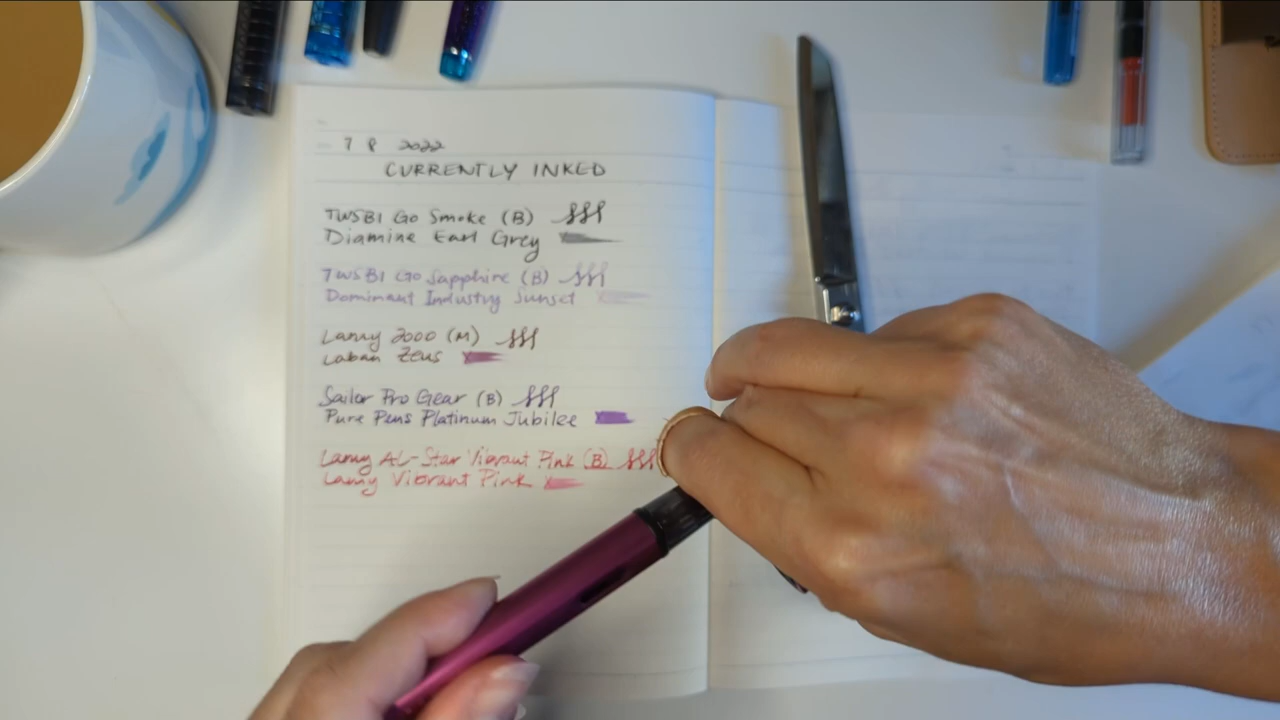 7 8 2022
CURRENTLY INKED
TWSBI Go Smoke (B)
Diamine Earl Grey
TWSBI Go Sapphire (B)
Dominant Industry Sunset
Lamy 2000 (M)
Laban Zeus
Sailor Pro Gear (B)
Pure Pens Platinum Jubilee
Lamy AL-Star Vibrant Pink (B)
Lamy Vibrant Pink